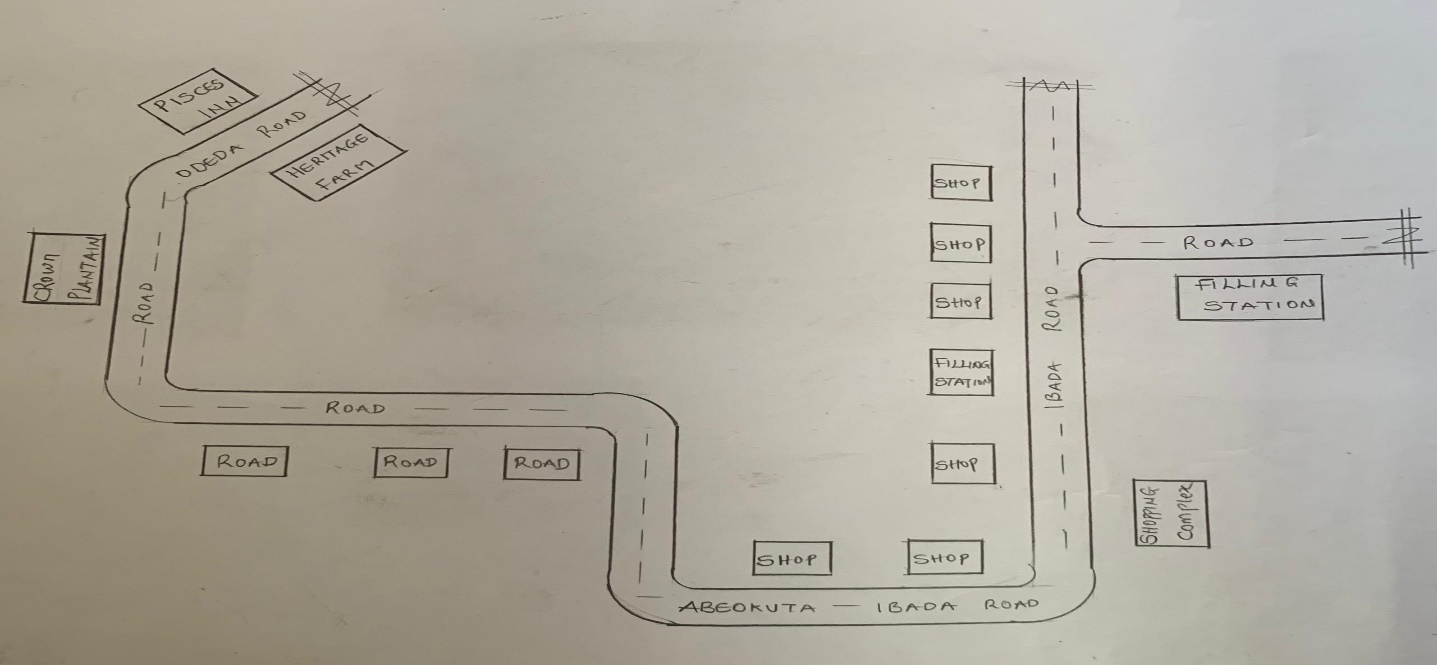 PISCES
INN
ODEDA ROAD
HERITAGE
FARM
CROWN
PLANTAIN
ROAD
ROAD
ROAD
ROAD
ROAD
SHOP
SHOP
SHOP
FILLING
STATION
SHOP
IBADA ROAD
ROAD
FILLING
STATION
SHOPPING
Complex
SHOP
SHOP
ABEOKUTA — IBADA ROAD